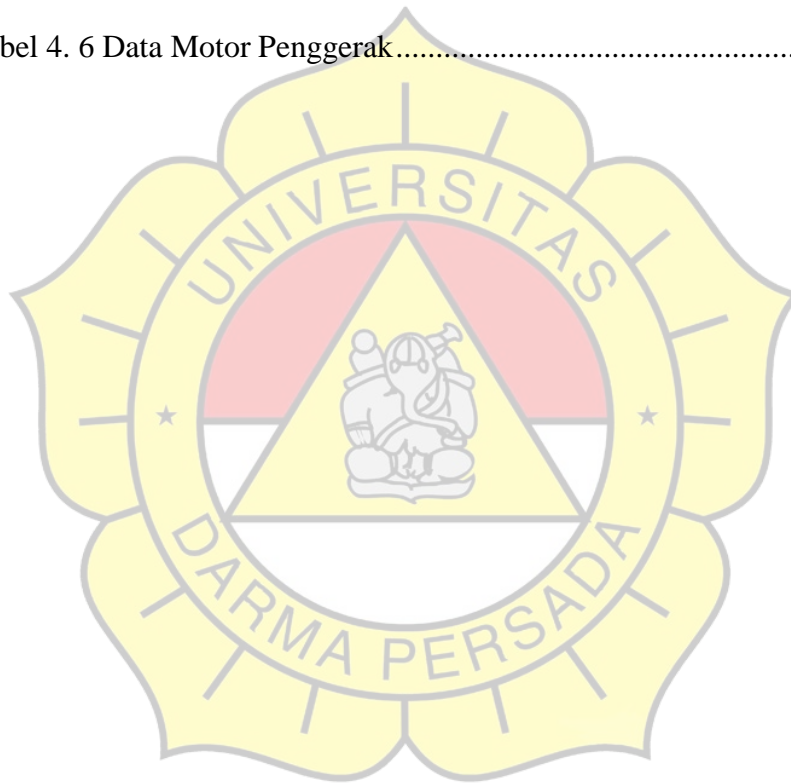 bel 4. 6 Data Motor Penggerak....................................................
UNIVERSITAS
DARMA PERSADA